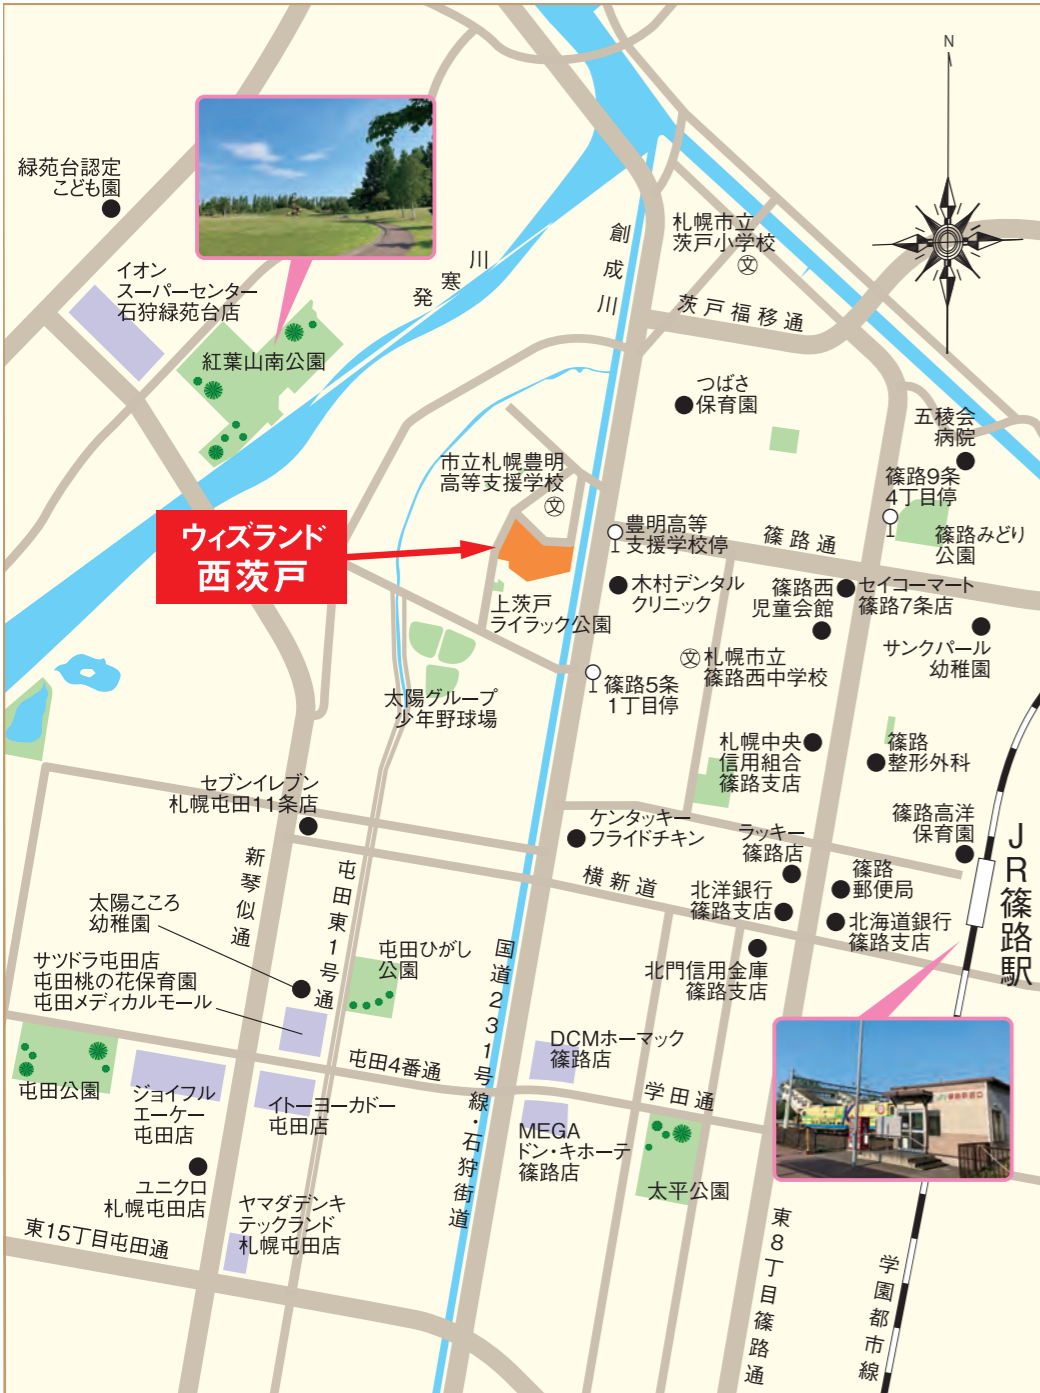 N
緑苑台認定
こども園
イオン
スーパーセンター
石狩緑苑台店
紅葉山南公園
発寒川
創成川
札幌市立
茨戸小学校
文
茨戸福移通
つばさ
保育園
五稜会
病院
篠路9条
4丁目停
篠路みどり
公園
市立札幌豊明
高等支援学校
文
ウィズランド
西茨戸
豊明高等
支援学校停
篠路通
木村デンタル
クリニック
篠路西
児童会館
セイコーマート
篠路7条店
サンクパール
幼稚園
上茨戸
ライラック公園
文
札幌市立
篠路西中学校
篠路5条
1丁目停
太陽グループ
少年野球場
札幌中央
信用組合
篠路支店
篠路
整形外科
セブンイレブン
札幌屯田11条店
ケンタッキー
フライドチキン
ラッキー
篠路店
篠路高洋
保育園
JR篠路駅
新琴似通
屯田東1号通
横新道
北洋銀行
篠路支店
篠路
郵便局
北海道銀行
篠路支店
太陽こころ
幼稚園
屯田ひがし
公園
国道231号線・石狩街道
北門信用金庫
篠路支店
サツドラ屯田店
屯田桃の花保育園
屯田メディカルモール
屯田4番通
DCMホーマック
篠路店
学田通
屯田公園
ジョイフル
エーケー
屯田店
イトーヨーカドー
屯田店
MEGA
ドン・キホーテ
篠路店
太平公園
ユニクロ
札幌屯田店
ヤマダデンキ
テックランド
札幌屯田店
東15丁目屯田通
東8丁目篠路通
学園都市線